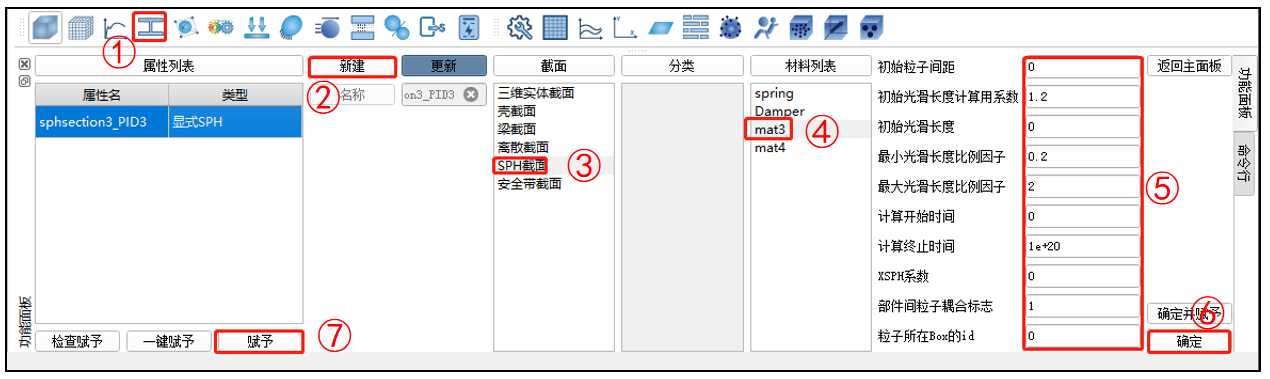 ①
属性列表
新建
更新
截面
分类
材料列表
返回主面板
属性名
类型
sphsection3_PID3
显式SPH
②
名称
on3_PID3
三维实体截面
壳截面
梁截面
离散截面
SPH截面
安全带截面
③
spring
Damper
mat3
mat4
④
初始粒子间距
0
初始光滑长度计算用系数
1.2
初始光滑长度
0
最小光滑长度比例因子
0.2
最大光滑长度比例因子
2
计算开始时间
0
计算终止时间
1e+20
XSPH系数
0
部件间粒子耦合标志
1
粒子所在Box的id
0
⑤
确定并赋予
⑥
确定
检查赋予
一键赋予
赋予
⑦
功能面板
功能面板
命令行